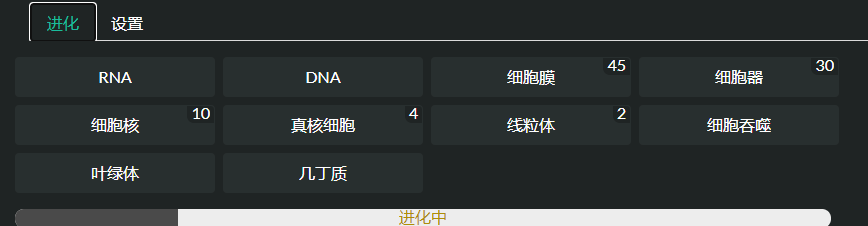 进化 设置
RNA DNA 细胞膜 45 细胞器 30
细胞核 10 真核细胞 4 线粒体 2 细胞吞噬
叶绿体 几丁质
进化中